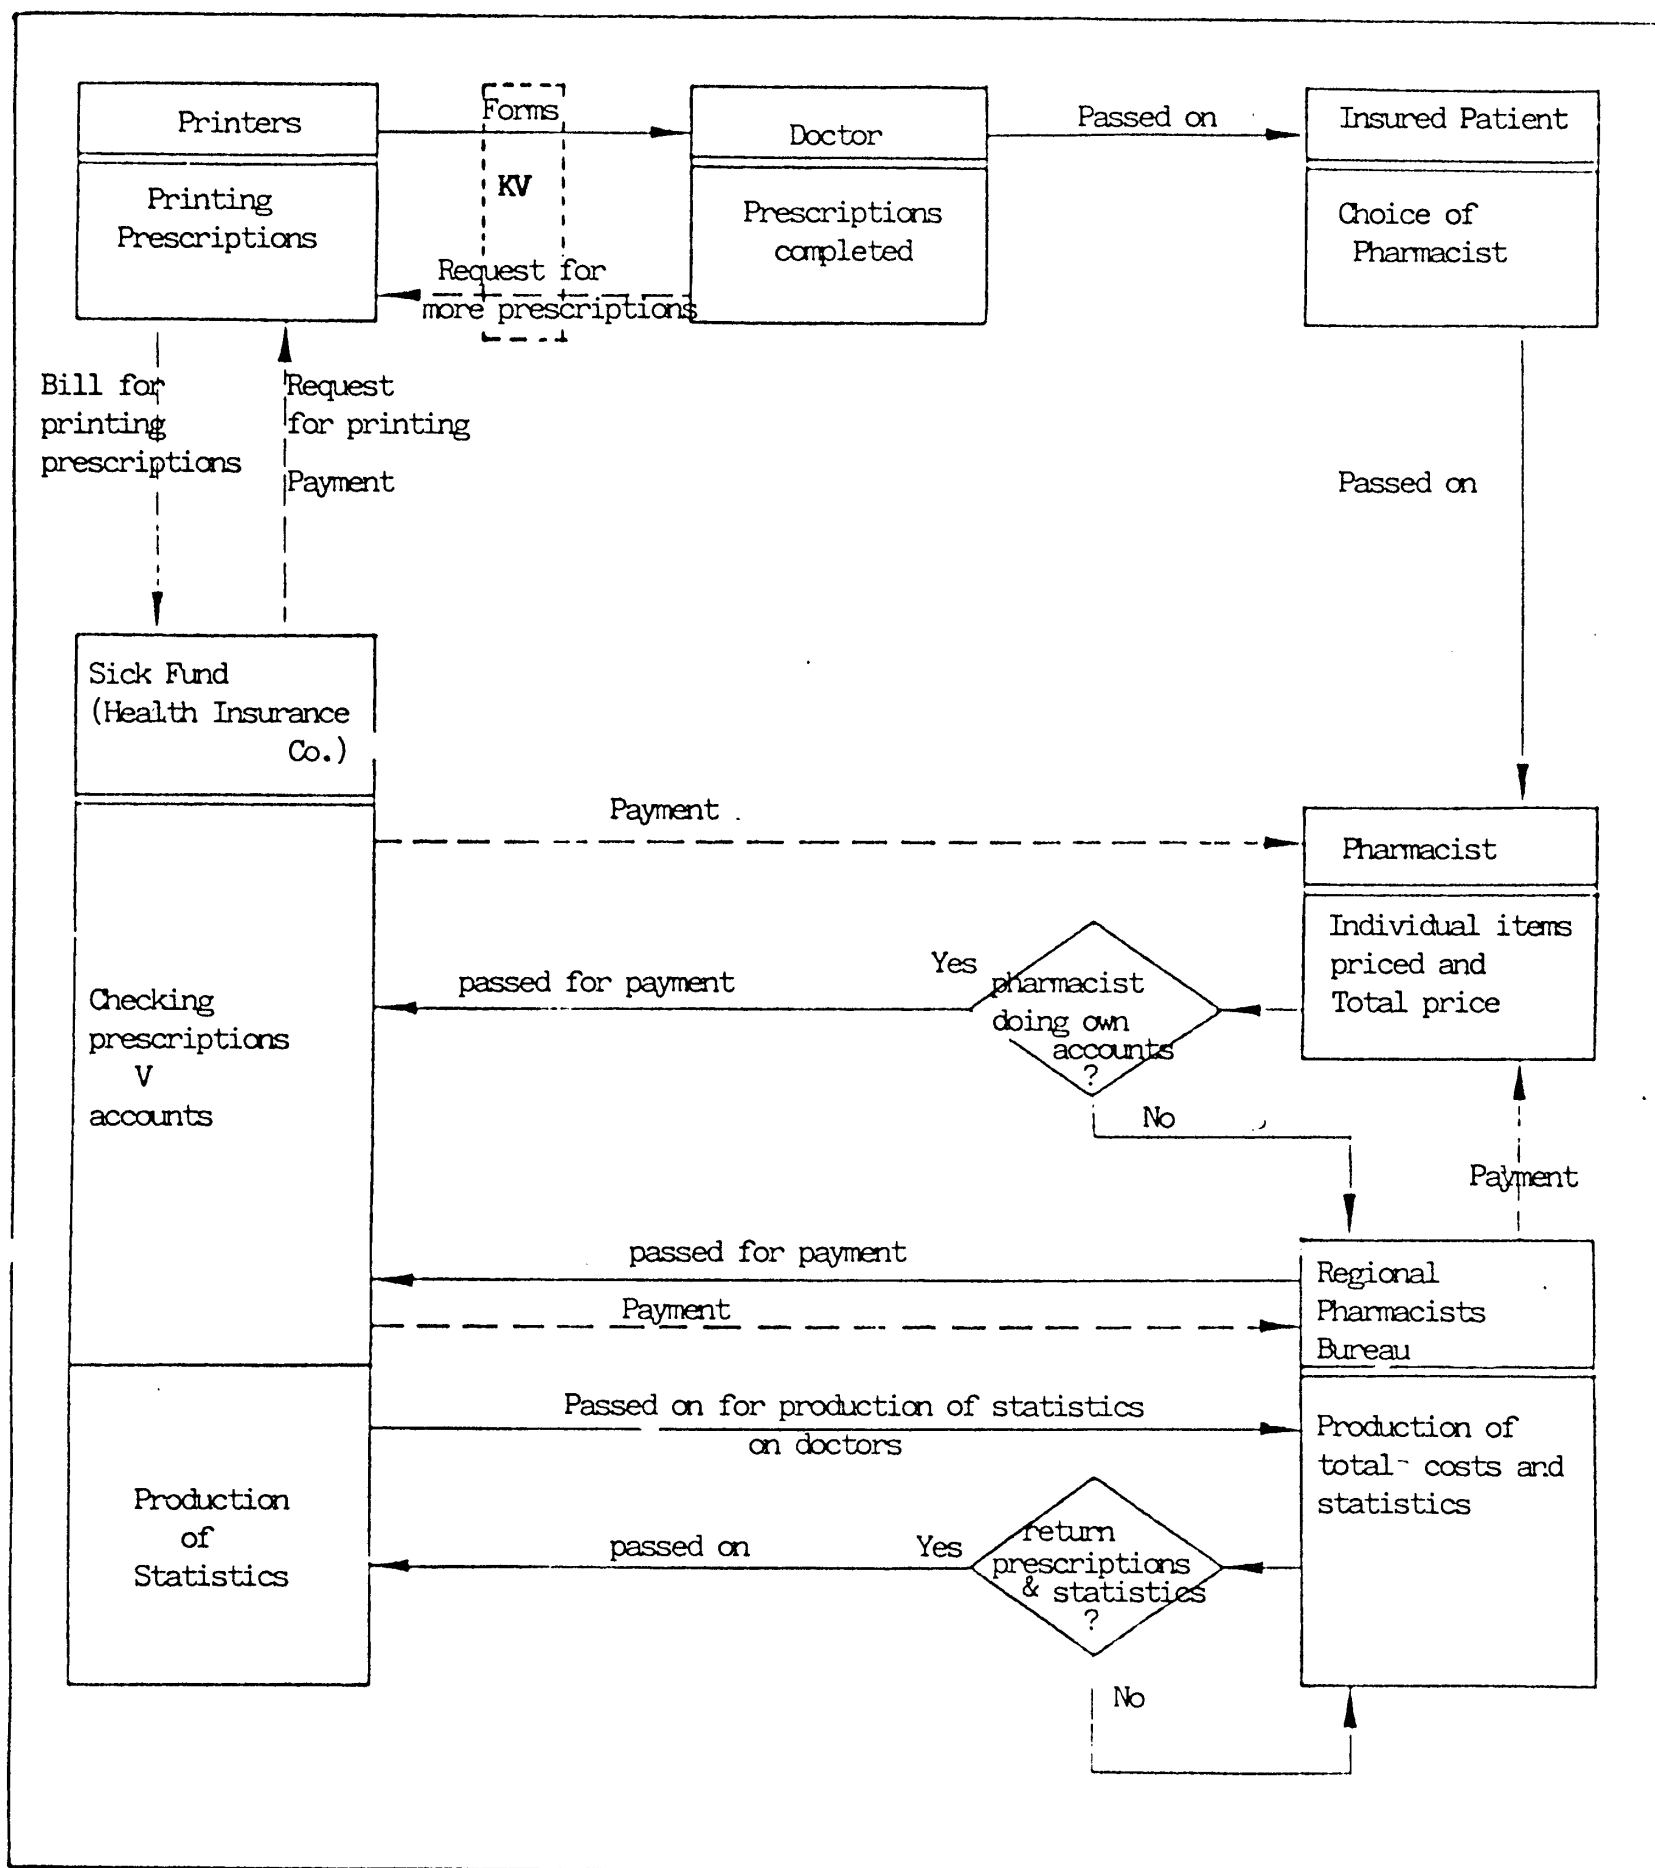 Printers
Printing
Prescriptions
Forms
KV
Request for
more prescriptions
Doctor
Prescriptions
completed
Passed on
Insured Patient
Choice of
Pharmacist
Bill for
printing
prescriptions
Request
for printing
Payment
Passed on
Sick Fund
(Health Insurance
Co.)
Checking
prescriptions
V
accounts
Payment
Pharmacist
Individual items
priced and
Total price
pharmacist
doing own
accounts
?
Yes
passed for payment
No
Payment
passed for payment
Payment
Regional
Pharmacists
Bureau
Production of
total costs and
statistics
Passed on for production of statistics
on doctors
Production
of
Statistics
return
prescriptions
& statistics
?
Yes
passed on
No